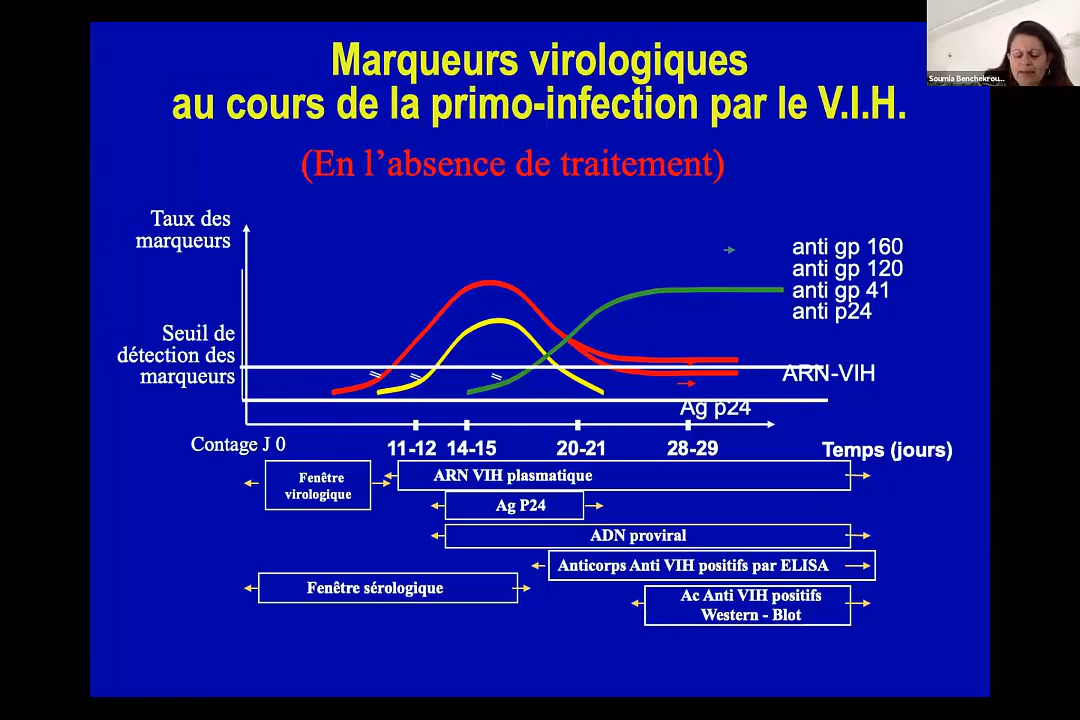 Soumia Benchekrou...
Marqueurs virologiques
au cours de la primo-infection par le V.I.H.
(En l’absence de traitement)
Taux des
marqueurs
anti gp 160
anti gp 120
anti gp 41
anti p24
Seuil de
détection des
marqueurs
ARN-VIH
Ag p24
Contage J 0
11-12 14-15 20-21 28-29 Temps (jours)
Fenêtre
virologique
ARN VIH plasmatique
Ag P24
ADN proviral
Anticorps Anti VIH positifs par ELISA
Fenêtre sérologique
Ac Anti VIH positifs
Western - Blot